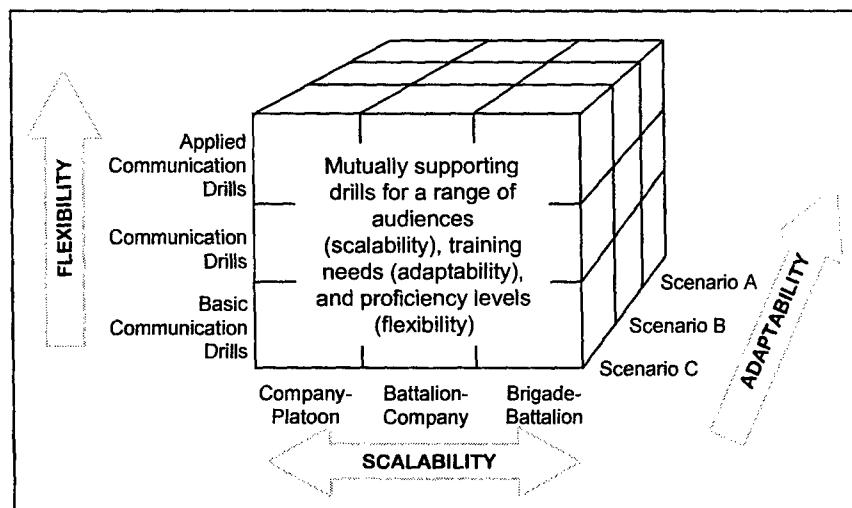 FLEXIBILITY
Applied
Communication
Drills
Communication
Drills
Basic
Communication
Drills
Mutually supporting
drills for a range of
audiences
(scalability), training
needs (adaptability),
and proficiency levels
(flexibility)
Scenario A
Scenario B
Scenario C
ADAPTABILITY
Company-
Platoon
Battalion-
Company
Brigade-
Battalion
SCALABILITY